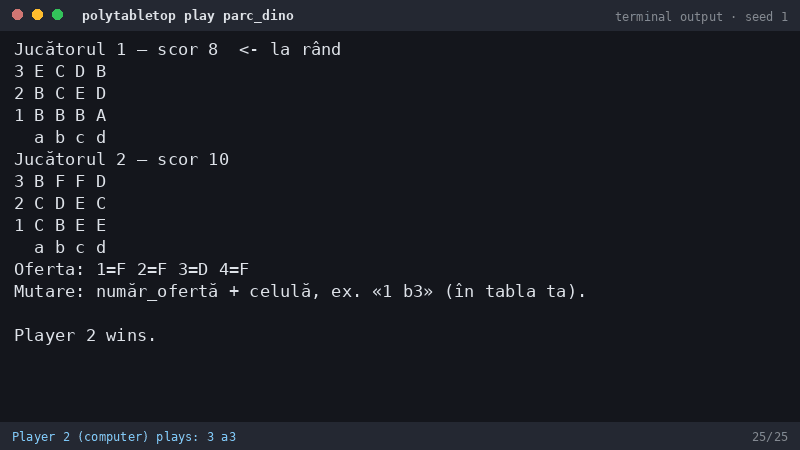 polytabletop play parc_dino
terminal output · seed 1
Jucătorul 1 — scor 8  <- la rând
3 E C D B
2 B C E D
1 B B B A
  a b c d
Jucătorul 2 — scor 10
3 B F F D
2 C D E C
1 C B E E
  a b c d
Oferta: 1=F 2=F 3=D 4=F
Mutare: număr_ofertă + celulă, ex. «1 b3» (în tabla ta).
Player 2 wins.
Player 2 (computer) plays: 3 a3
25/25